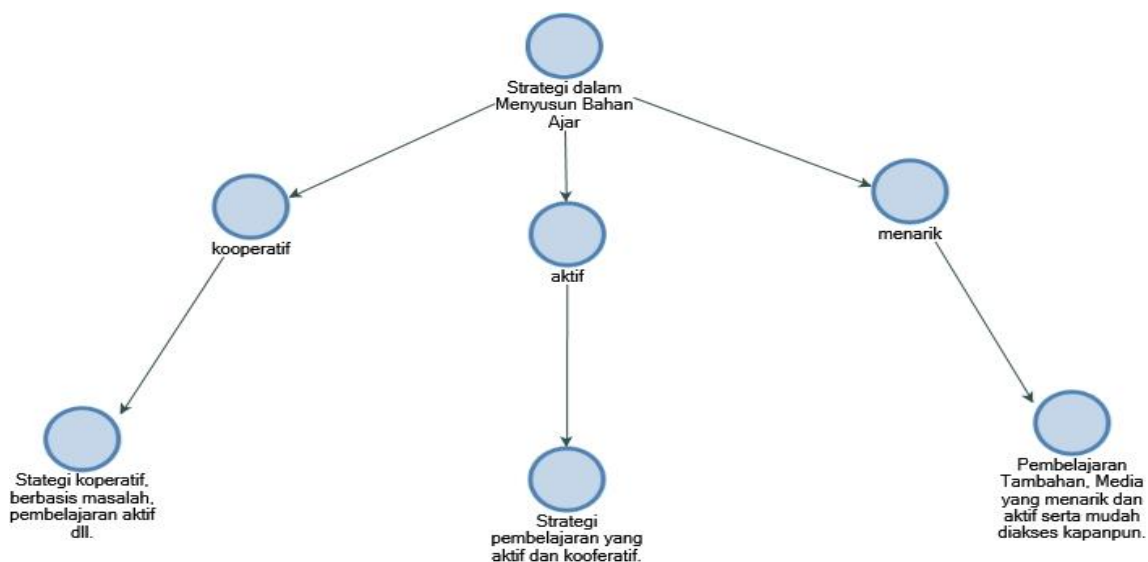 Strategi dalam
Menyusun Bahan
Ajar
kooperatif
aktif
menarik
Stategi koperatif,
berbasis masalah,
pembelajaran aktif
dll.
Strategi
pembelajaran yang
aktif dan kooferatif.
Pembelajaran
Tambahan, Media
yang menarik dan
aktif serta mudah
diakses kapanpun.